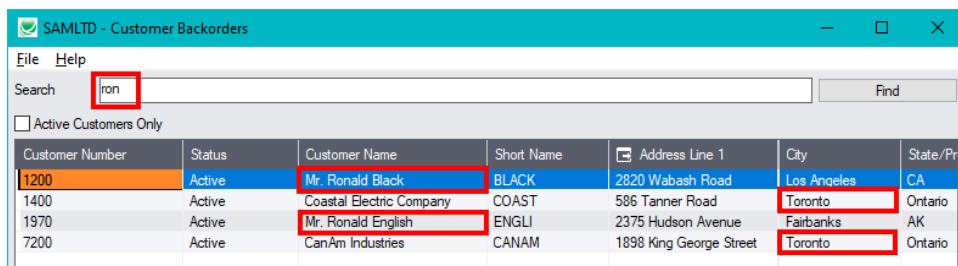 SAMLTD - Customer Backorders
File Help
Search ron Find
Active Customers Only
Customer Number Status Customer Name Short Name Address Line 1 City State/Pr
1200 Active Mr. Ronald Black BLACK 2820 Wabash Road Los Angeles CA
1400 Active Coastal Electric Company COAST 586 Tanner Road Toronto Ontario
1970 Active Mr. Ronald English ENGLI 2375 Hudson Avenue Fairbanks AK
7200 Active CanAm Industries CANAM 1898 King George Street Toronto Ontario